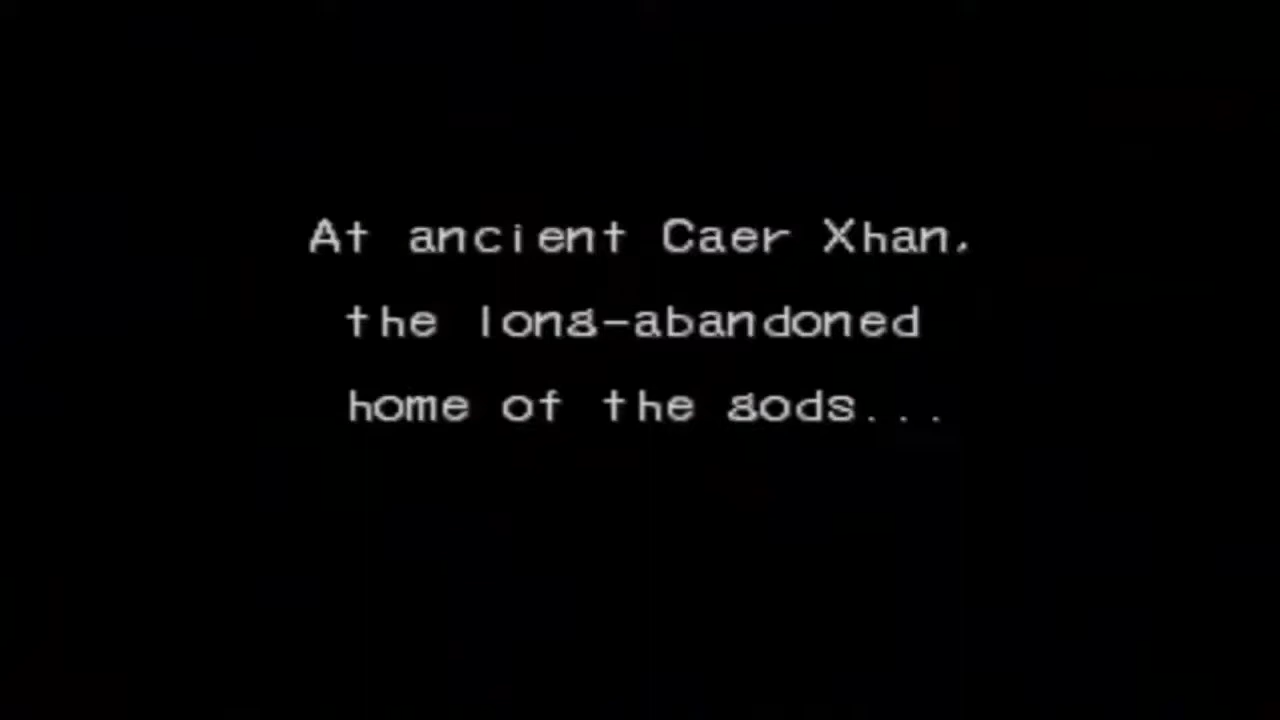 At ancient Caer Xhan,
the long-abandoned
home of the gods...